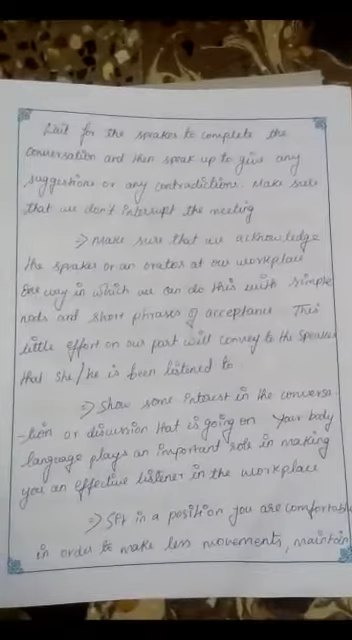 Wait for the speaker to complete the
conversation and then speak up to give any
suggestions or any contradictions. Make sure
that we don't interrupt the meeting
=> Make sure that we acknowledge
the speaker or an orator at our workplace
One way in which we can do this with simple
nods and short phrases of acceptance This
little effort on our part will convey to the speaker
that she/he is been listened to
=> Show some interest in the conversa
-tion or discussion that is going on Your body
language plays an important role in making
you an effective listener in the workplace
=> Sit in a position you are comfortable
in order to make less movements, maintain